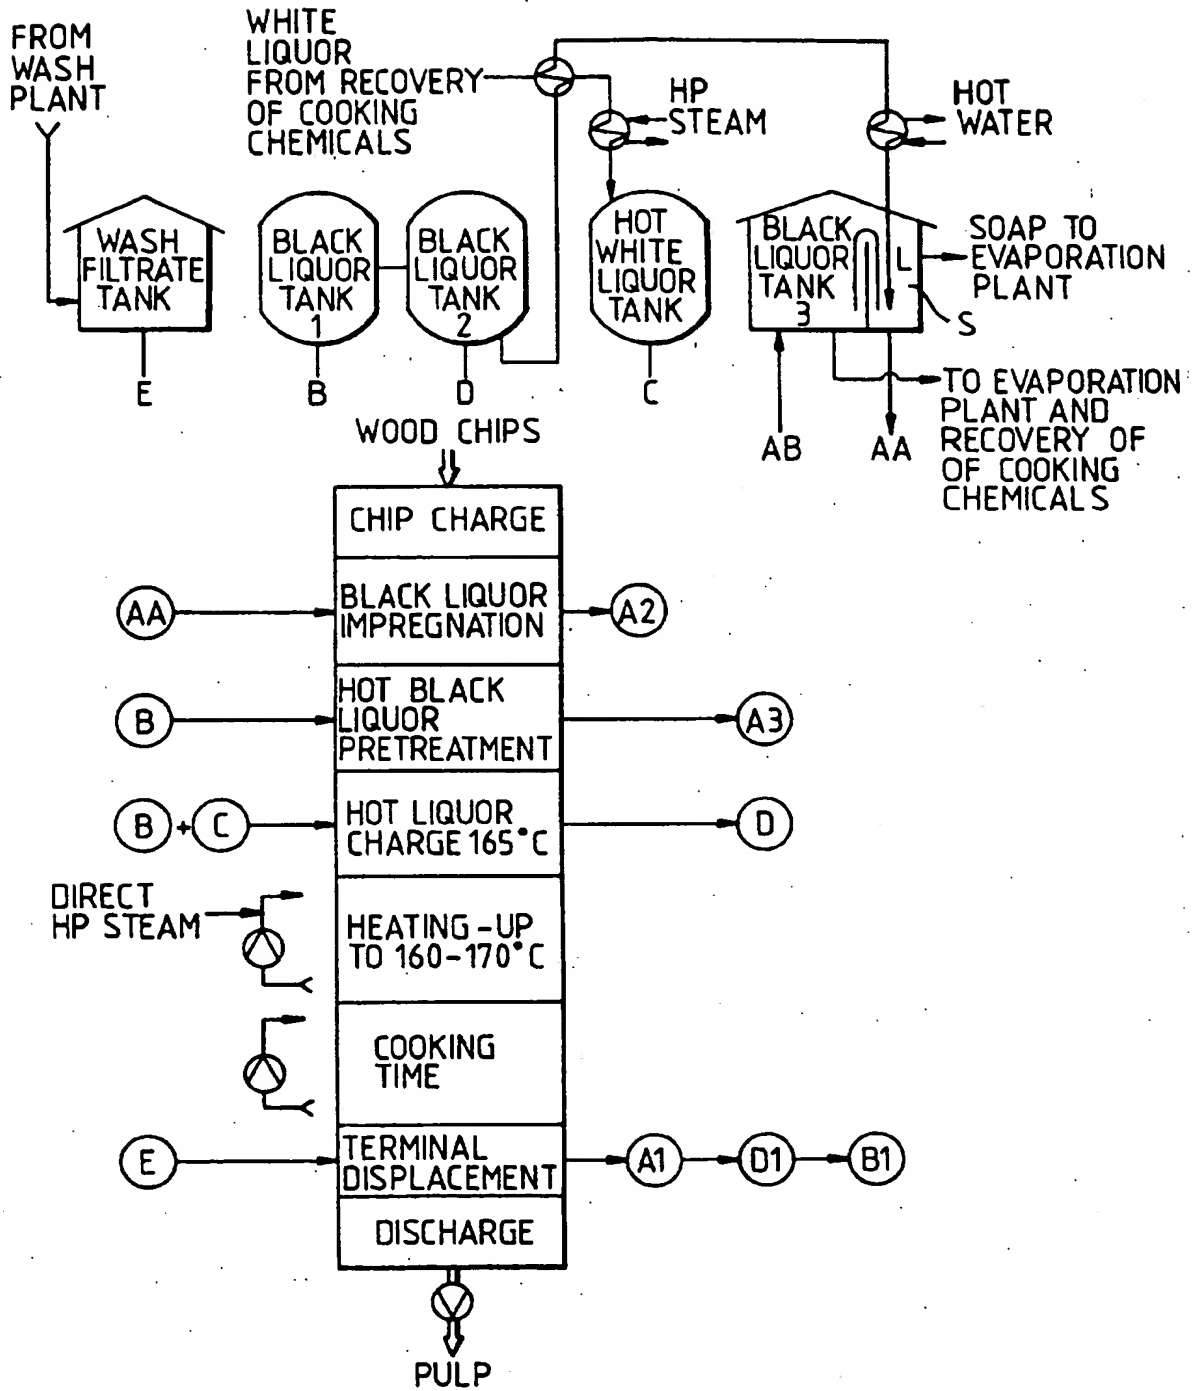 FROM
WASH
PLANT
WHITE
LIQUOR
FROM RECOVERY
OF COOKING
CHEMICALS
HP
STEAM
HOT
WATER
WASH
FILTRATE
TANK
BLACK
LIQUOR
TANK
1
BLACK
LIQUOR
TANK
2
HOT
WHITE
LIQUOR
TANK
BLACK
LIQUOR
TANK
3
L
SOAP TO
EVAPORATION
PLANT
S
E
B
D
C
AB
AA
TO EVAPORATION
PLANT AND
RECOVERY OF
OF COOKING
CHEMICALS
WOOD CHIPS
CHIP CHARGE
AA
BLACK LIQUOR
IMPREGNATION
A2
B
HOT BLACK
LIQUOR
PRETREATMENT
A3
B + C
HOT LIQUOR
CHARGE 165°C
D
DIRECT
HP STEAM
HEATING-UP
TO 160-170°C
COOKING
TIME
E
TERMINAL
DISPLACEMENT
A1
D1
B1
DISCHARGE
PULP